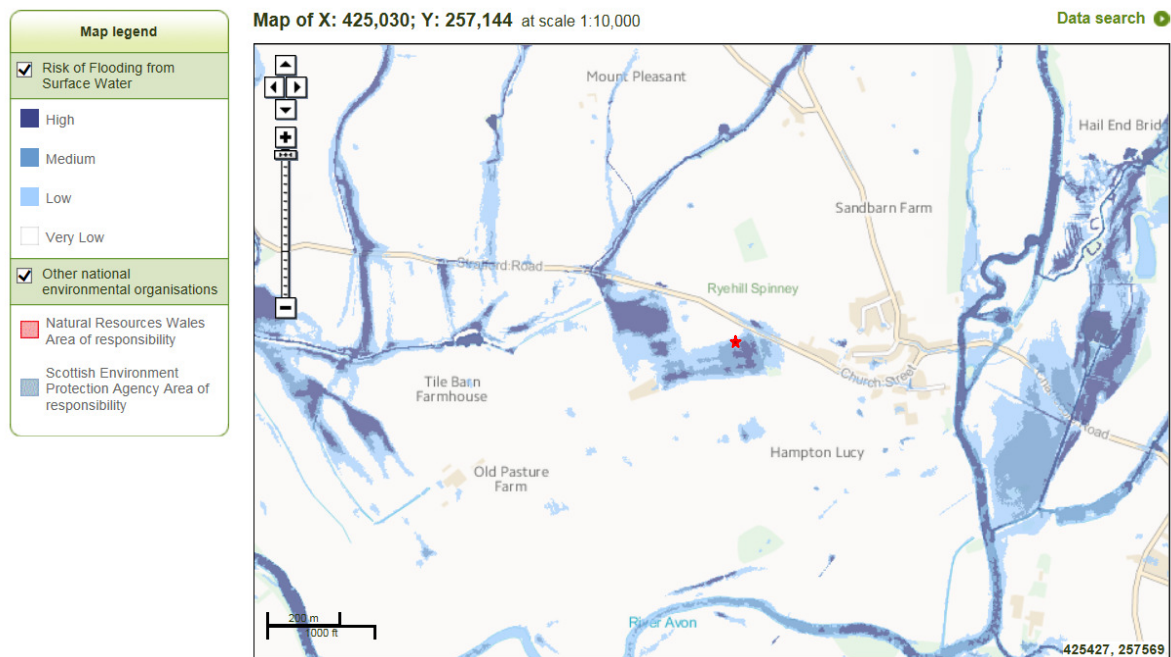 Map legend
Risk of Flooding from
Surface Water
High
Medium
Low
Very Low
Other national
environmental organisations
Natural Resources Wales
Area of responsibility
Scottish Environment
Protection Agency Area of
responsibility
Map of X: 425,030; Y: 257,144 at scale 1:10,000
Data search
Mount Pleasant
Hail End Brid
Sandbarn Farm
Stratford Road
Ryehill Spinney
Tile Barn
Farmhouse
Church Street
Road
Old Pasture
Farm
Hampton Lucy
200 m
1000 ft
River Avon
425427, 257569